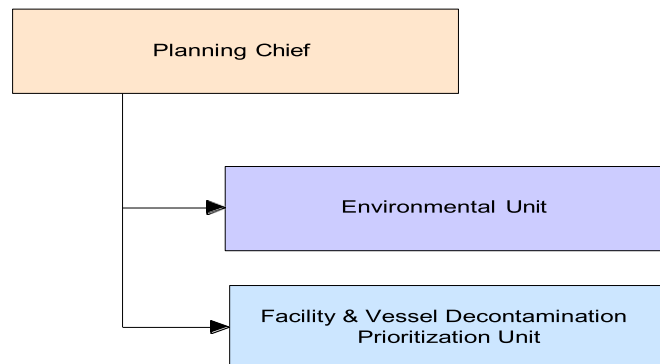 Planning Chief
Environmental Unit
Facility & Vessel Decontamination
Prioritization Unit